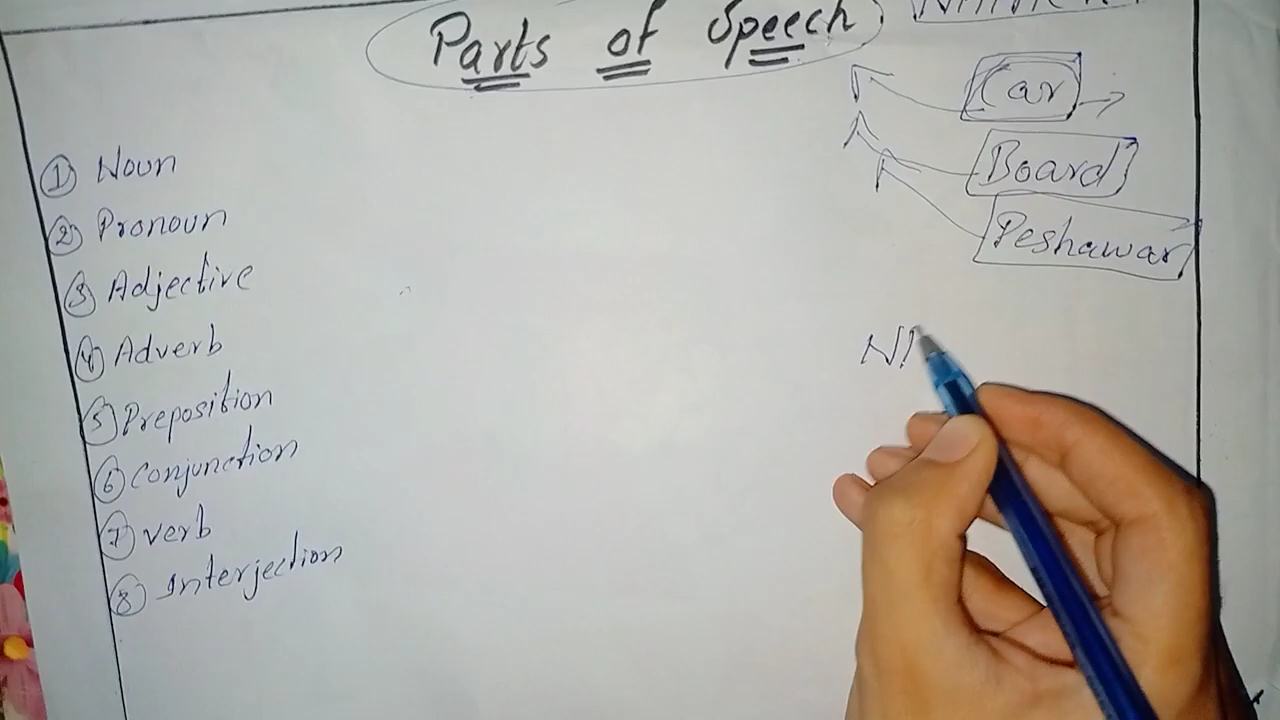 Parts of Speech
Car
Board
Peshawar
① Noun
② Pronoun
③ Adjective
④ Adverb
⑤ Preposition
⑥ Conjunction
⑦ verb
⑧ Interjection